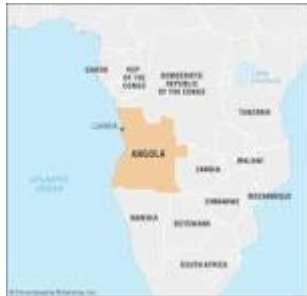 GABON
REP.
OF THE
CONGO
DEMOCRATIC
REPUBLIC
OF THE CONGO
TANZANIA
LUANDA
ANGOLA
ZAMBIA
MALAWI
MOZAMBIQUE
ZIMBABWE
NAMIBIA
BOTSWANA
SOUTH AFRICA
ATLANTIC
OCEAN